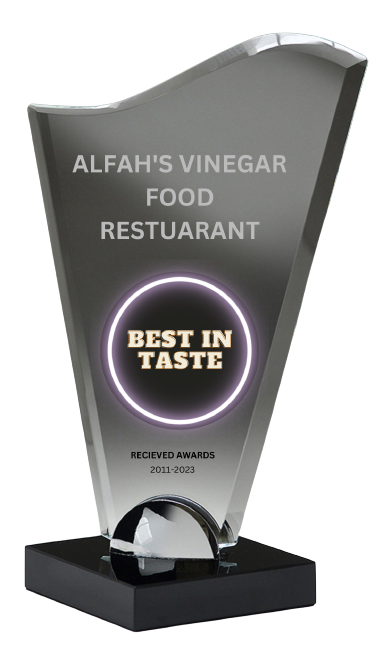 ALFAH'S VINEGAR
FOOD
RESTUARANT
BEST IN
TASTE
RECIEVED AWARDS
2011-2023